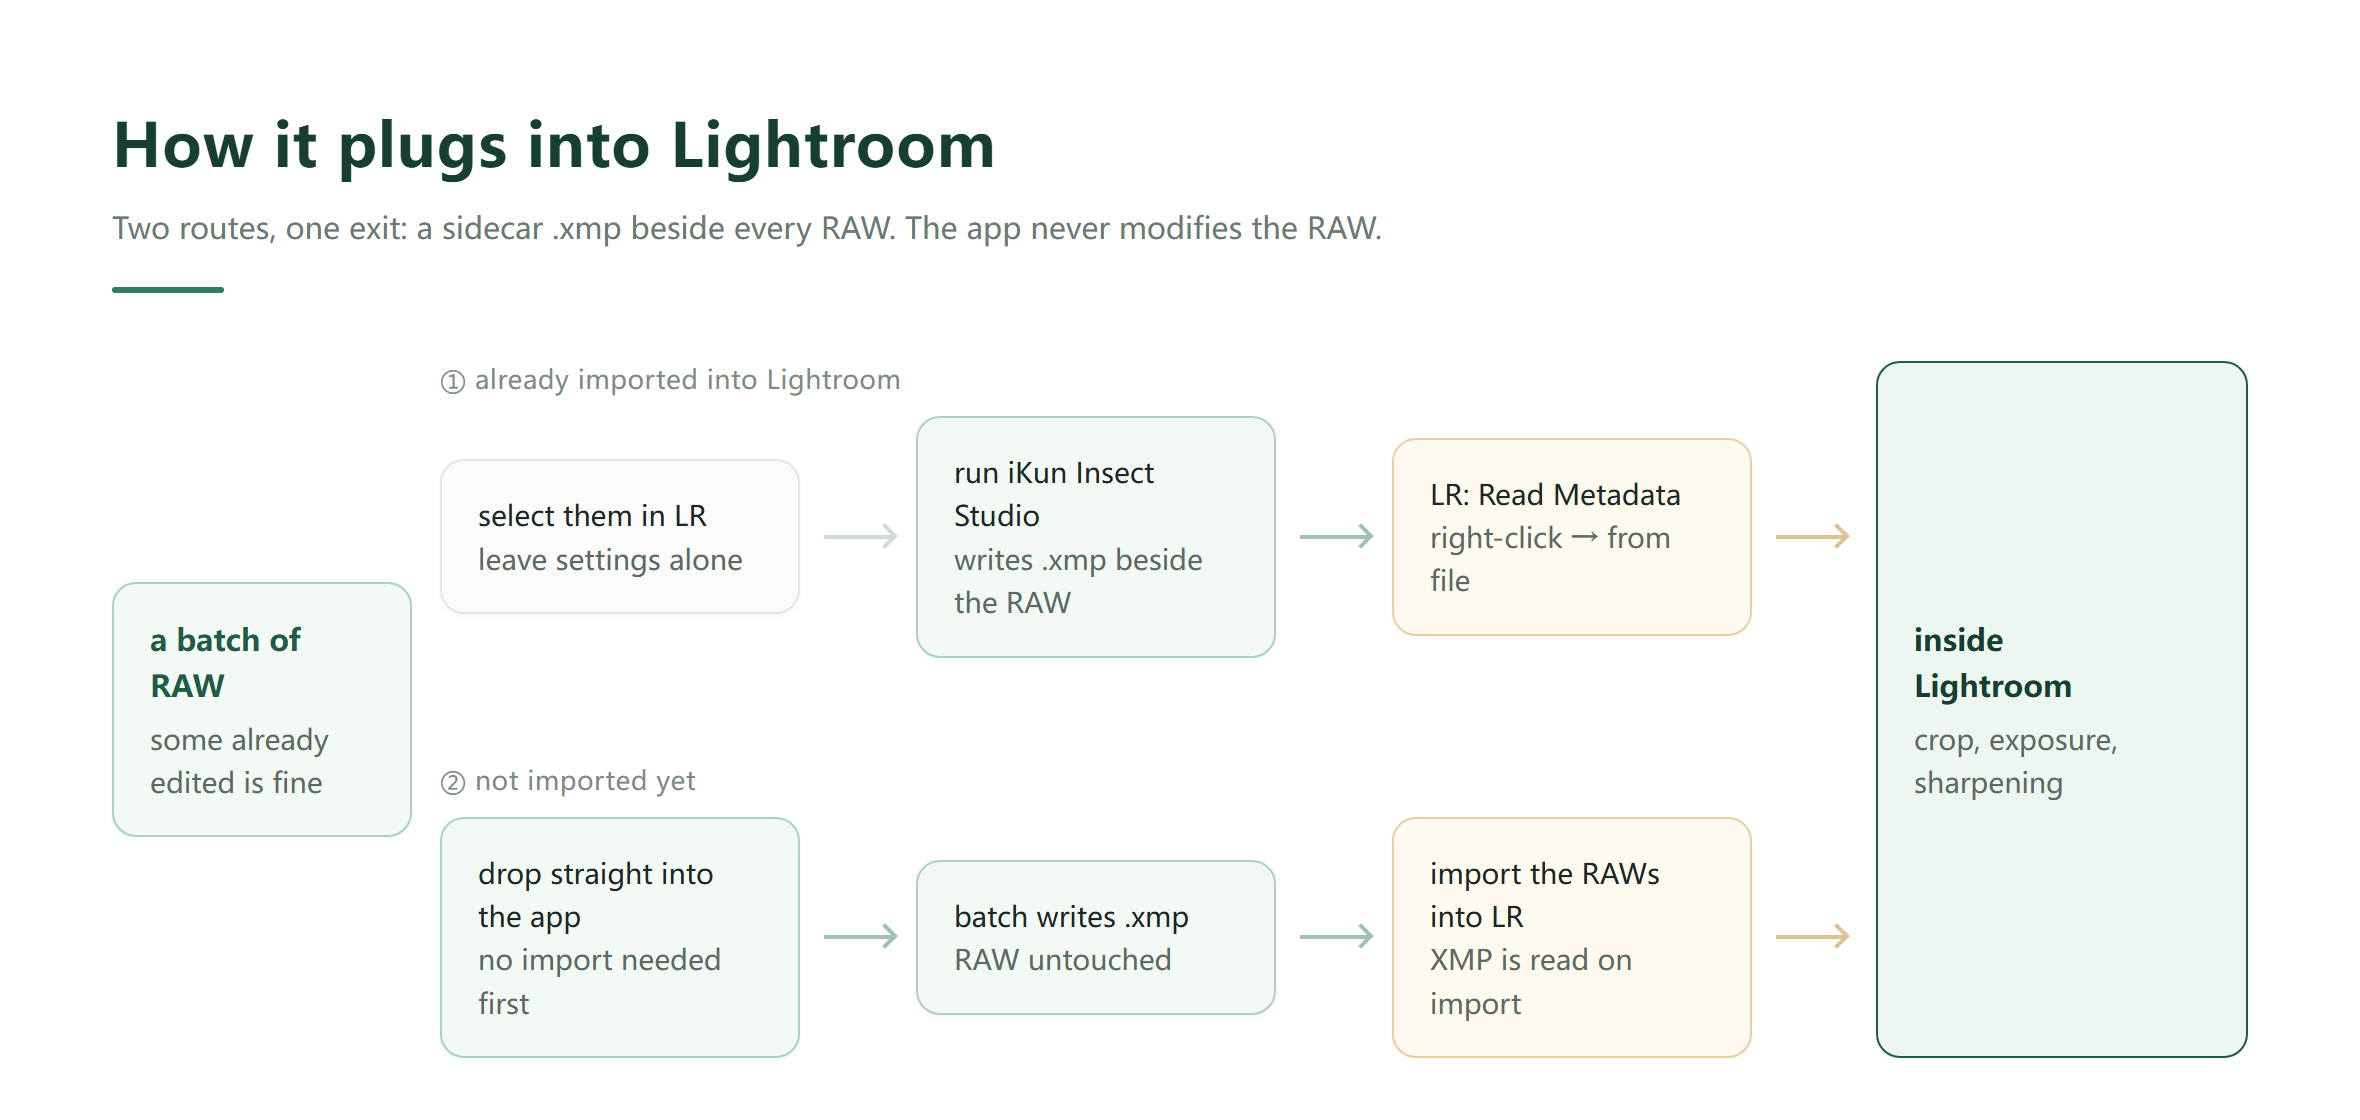 How it plugs into Lightroom
Two routes, one exit: a sidecar .xmp beside every RAW. The app never modifies the RAW.
a batch of
RAW
some already
edited is fine
① already imported into Lightroom
select them in LR
leave settings alone
run iKun Insect
Studio
writes .xmp beside
the RAW
LR: Read Metadata
right-click → from
file
② not imported yet
drop straight into
the app
no import needed
first
batch writes .xmp
RAW untouched
import the RAWs
into LR
XMP is read on
import
inside
Lightroom
crop, exposure,
sharpening